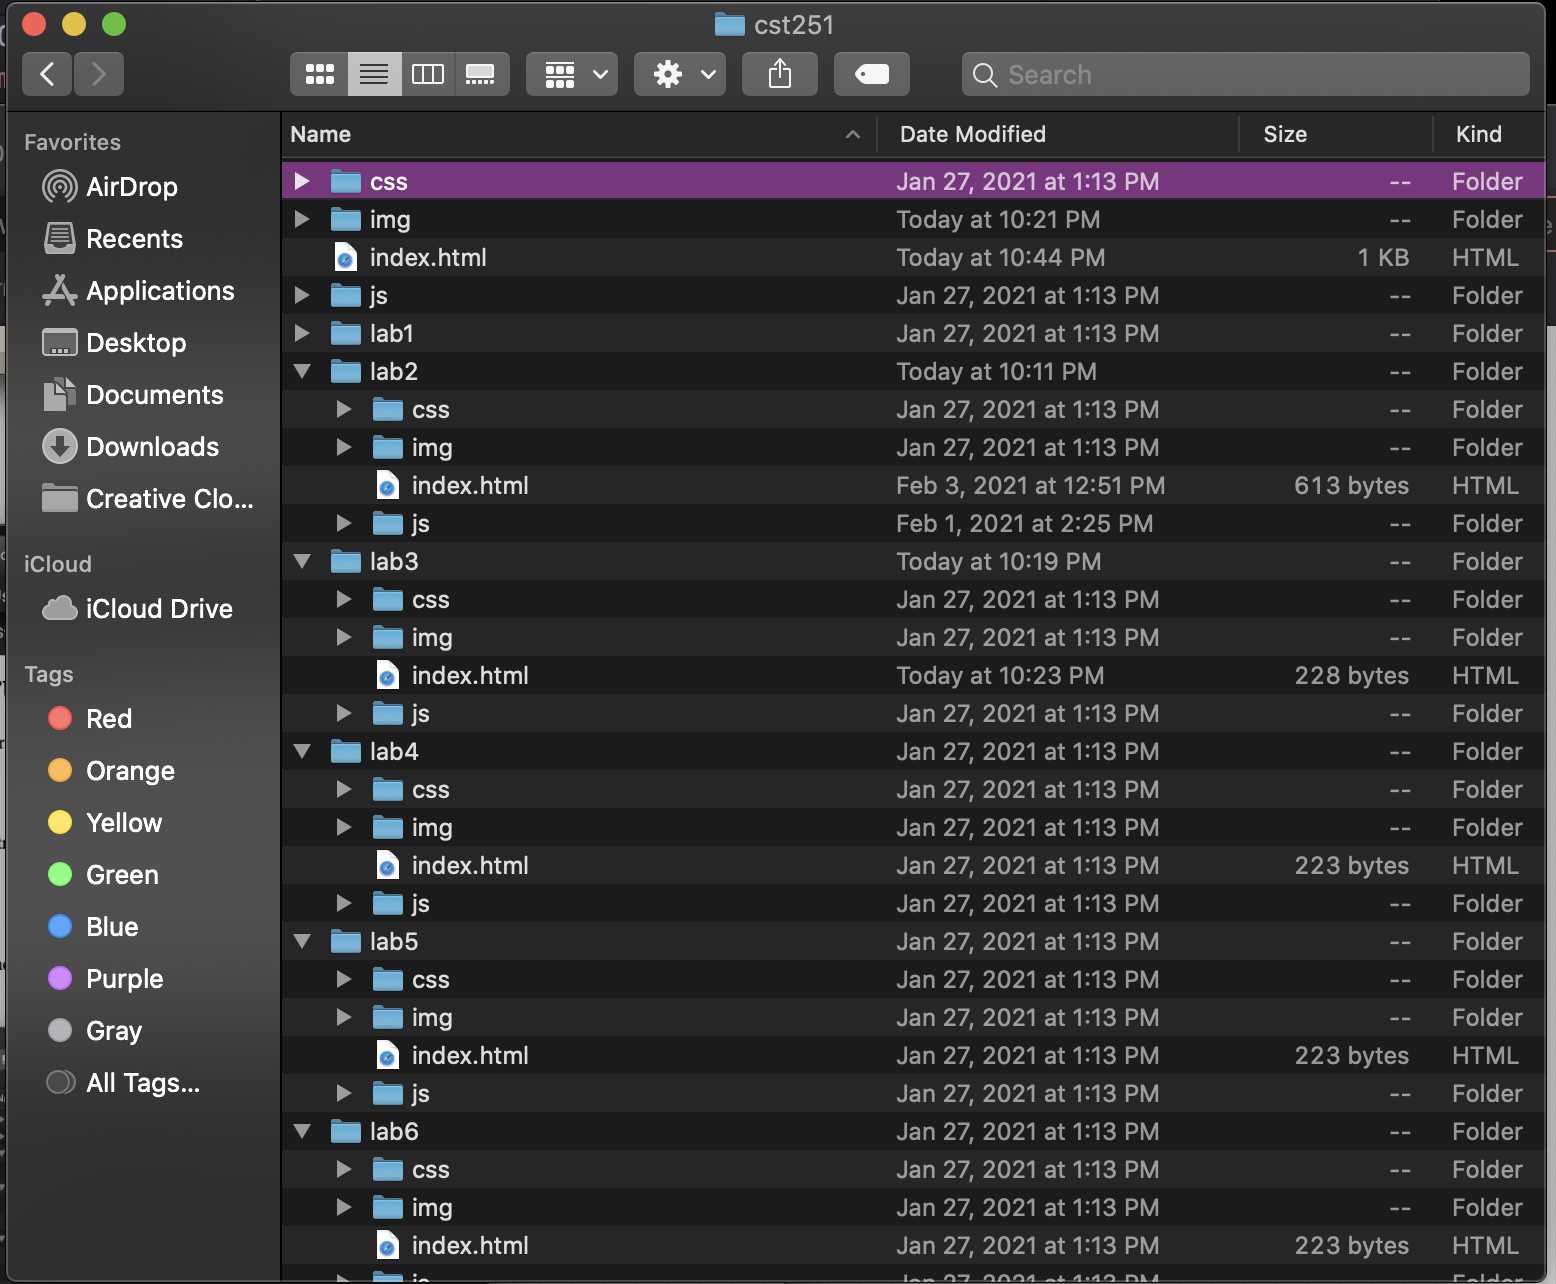 cst251
Search
Favorites
AirDrop
Recents
Applications
Desktop
Documents
Downloads
Creative Clo...
iCloud
iCloud Drive
Tags
Red
Orange
Yellow
Green
Blue
Purple
Gray
All Tags...
Name Date Modified Size Kind
css Jan 27, 2021 at 1:13 PM -- Folder
img Today at 10:21 PM -- Folder
index.html Today at 10:44 PM 1 KB HTML
js Jan 27, 2021 at 1:13 PM -- Folder
lab1 Jan 27, 2021 at 1:13 PM -- Folder
lab2 Today at 10:11 PM -- Folder
css Jan 27, 2021 at 1:13 PM -- Folder
img Jan 27, 2021 at 1:13 PM -- Folder
index.html Feb 3, 2021 at 12:51 PM 613 bytes HTML
js Feb 1, 2021 at 2:25 PM -- Folder
lab3 Today at 10:19 PM -- Folder
css Jan 27, 2021 at 1:13 PM -- Folder
img Jan 27, 2021 at 1:13 PM -- Folder
index.html Today at 10:23 PM 228 bytes HTML
js Jan 27, 2021 at 1:13 PM -- Folder
lab4 Jan 27, 2021 at 1:13 PM -- Folder
css Jan 27, 2021 at 1:13 PM -- Folder
img Jan 27, 2021 at 1:13 PM -- Folder
index.html Jan 27, 2021 at 1:13 PM 223 bytes HTML
js Jan 27, 2021 at 1:13 PM -- Folder
lab5 Jan 27, 2021 at 1:13 PM -- Folder
css Jan 27, 2021 at 1:13 PM -- Folder
img Jan 27, 2021 at 1:13 PM -- Folder
index.html Jan 27, 2021 at 1:13 PM 223 bytes HTML
js Jan 27, 2021 at 1:13 PM -- Folder
lab6 Jan 27, 2021 at 1:13 PM -- Folder
css Jan 27, 2021 at 1:13 PM -- Folder
img Jan 27, 2021 at 1:13 PM -- Folder
index.html Jan 27, 2021 at 1:13 PM 223 bytes HTML